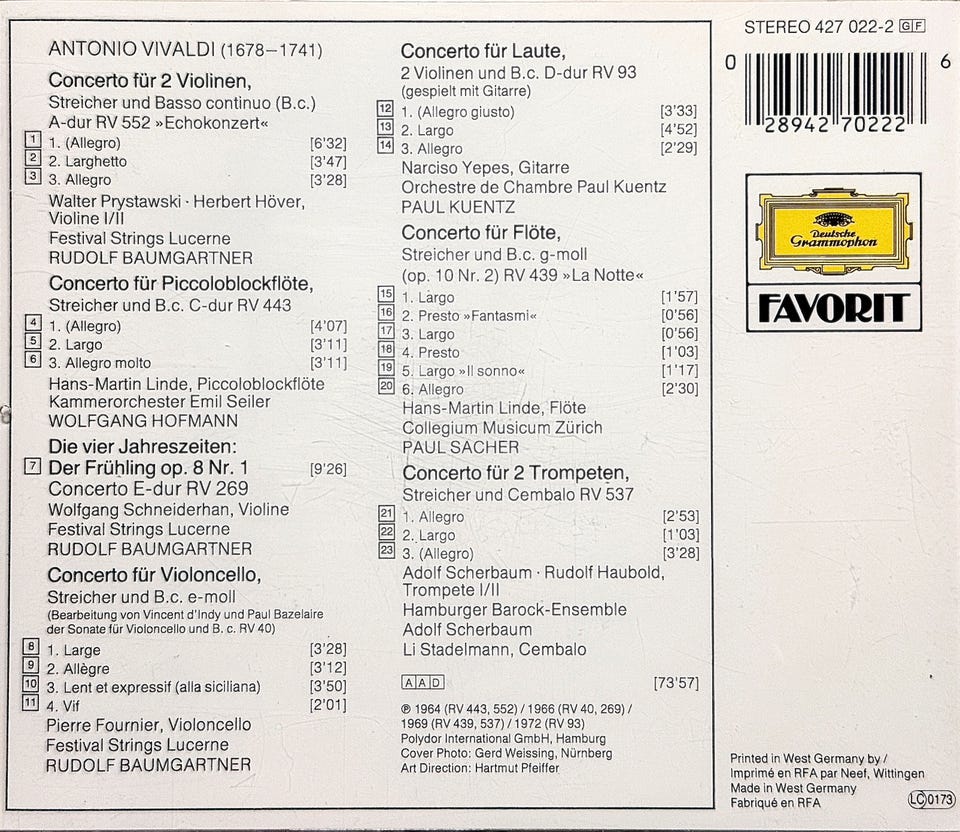 ANTONIO VIVALDI (1678–1741)
Concerto für 2 Violinen,
Streicher und Basso continuo (B.c.)
A-dur RV 552 »Echokonzert«
1 1. (Allegro) [6'32]
2 2. Larghetto [3'47]
3 3. Allegro [3'28]
Walter Prystawski · Herbert Höver,
Violine I/II
Festival Strings Lucerne
RUDOLF BAUMGARTNER
Concerto für Piccoloblockflöte,
Streicher und B.c. C-dur RV 443
4 1. (Allegro) [4'07]
5 2. Largo [3'11]
6 3. Allegro molto [3'11]
Hans-Martin Linde, Piccoloblockflöte
Kammerorchester Emil Seiler
WOLFGANG HOFMANN
Die vier Jahreszeiten:
7 Der Frühling op. 8 Nr. 1 [9'26]
Concerto E-dur RV 269
Wolfgang Schneiderhan, Violine
Festival Strings Lucerne
RUDOLF BAUMGARTNER
Concerto für Violoncello,
Streicher und B.c. e-moll
(Bearbeitung von Vincent d'Indy und Paul Bazelaire
der Sonate für Violoncello und B. c. RV 40)
8 1. Large [3'28]
9 2. Allègre [3'12]
10 3. Lent et expressif (alla siciliana) [3'50]
11 4. Vif [2'01]
Pierre Fournier, Violoncello
Festival Strings Lucerne
RUDOLF BAUMGARTNER
Concerto für Laute,
2 Violinen und B.c. D-dur RV 93
(gespielt mit Gitarre)
12 1. (Allegro giusto) [3'33]
13 2. Largo [4'52]
14 3. Allegro [2'29]
Narciso Yepes, Gitarre
Orchestre de Chambre Paul Kuentz
PAUL KUENTZ
Concerto für Flöte,
Streicher und B.c. g-moll
(op. 10 Nr. 2) RV 439 »La Notte«
15 1. Largo [1'57]
16 2. Presto »Fantasmi« [0'56]
17 3. Largo [0'56]
18 4. Presto [1'03]
19 5. Largo »Il sonno« [1'17]
20 6. Allegro [2'30]
Hans-Martin Linde, Flöte
Collegium Musicum Zürich
PAUL SACHER
Concerto für 2 Trompeten,
Streicher und Cembalo RV 537
21 1. Allegro [2'53]
22 2. Largo [1'03]
23 3. (Allegro) [3'28]
Adolf Scherbaum · Rudolf Haubold,
Trompete I/II
Hamburger Barock-Ensemble
Adolf Scherbaum
Li Stadelmann, Cembalo
AAD [73'57]
℗ 1964 (RV 443, 552) / 1966 (RV 40, 269) /
1969 (RV 439, 537) / 1972 (RV 93)
Polydor International GmbH, Hamburg
Cover Photo: Gerd Weissing, Nürnberg
Art Direction: Hartmut Pfeiffer
STEREO 427 022-2 GF
0 28942 70222 6
Deutsche
Grammophon
FAVORIT
Printed in West Germany by /
Imprimé en RFA par Neef, Wittingen
Made in West Germany
Fabriqué en RFA
LC 0173